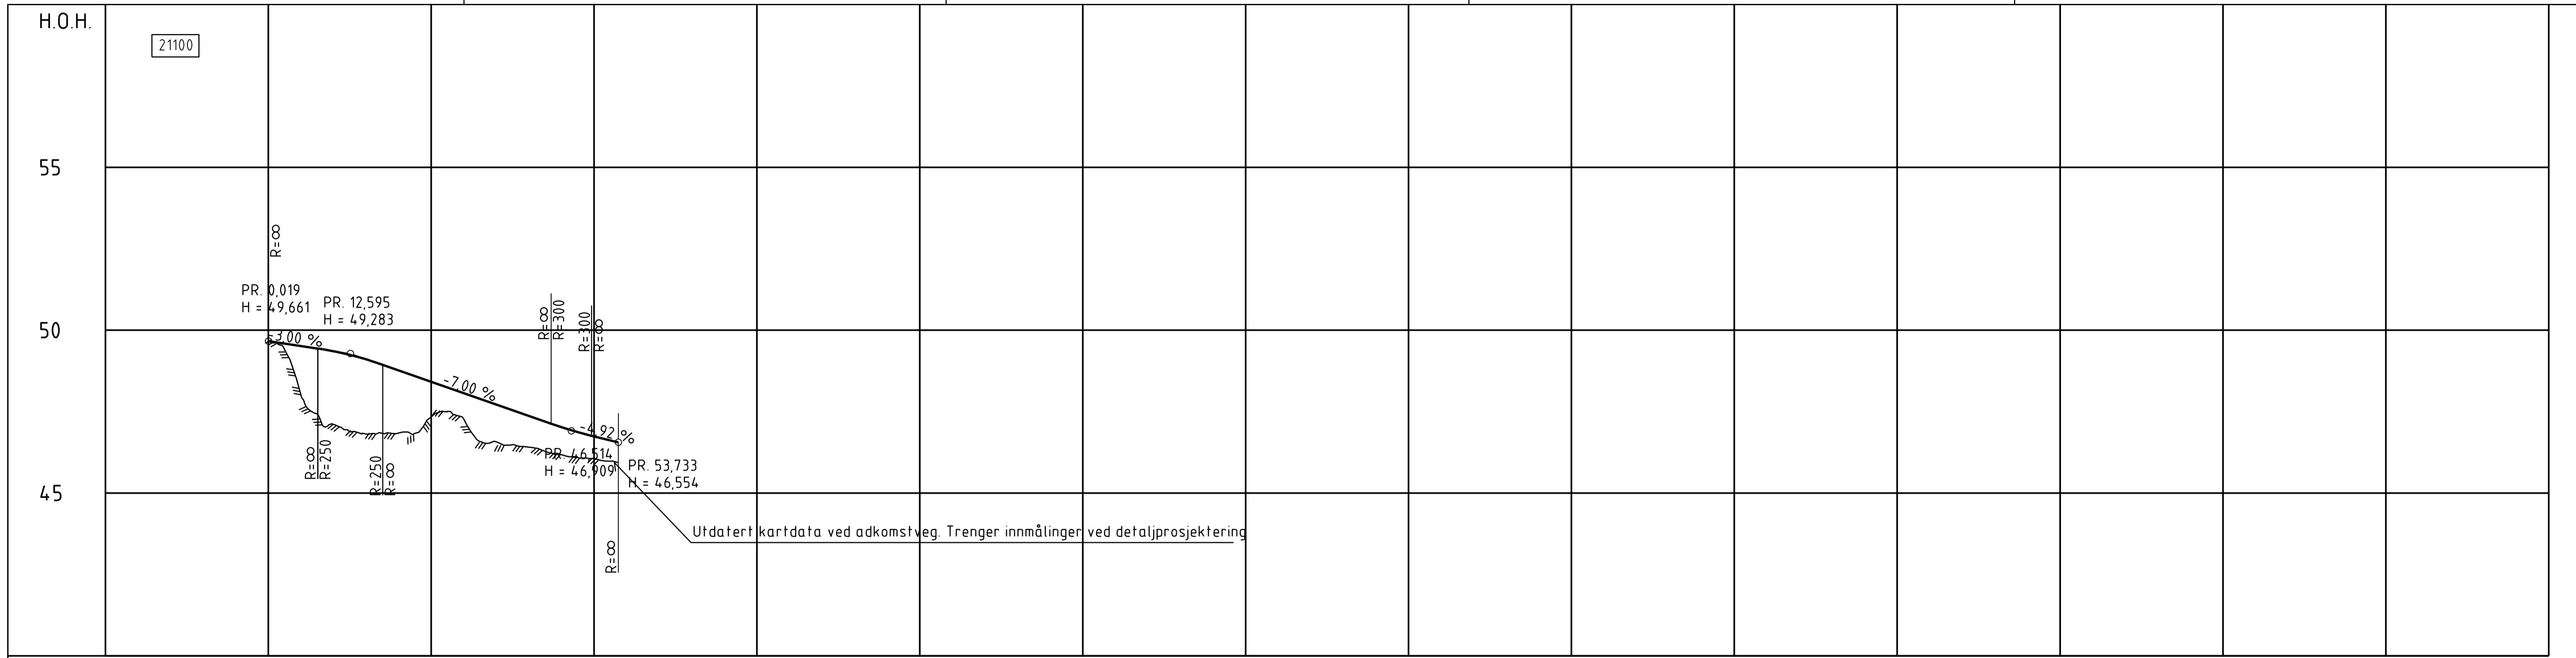 H.O.H.
21100
55
R=∞
PR. 0,019
H = 49,661
PR. 12,595
H = 49,283
50
R=∞
R=300
R=300
R=∞
-3,00 %
-7,00 %
-4,92 %
R=∞
R=250
R=250
R=∞
PR. 46,514
H = 46,909
PR. 53,733
H = 46,554
45
Utdatert kartdata ved adkomstveg. Trenger innmålinger ved detaljprosjektering
R=∞